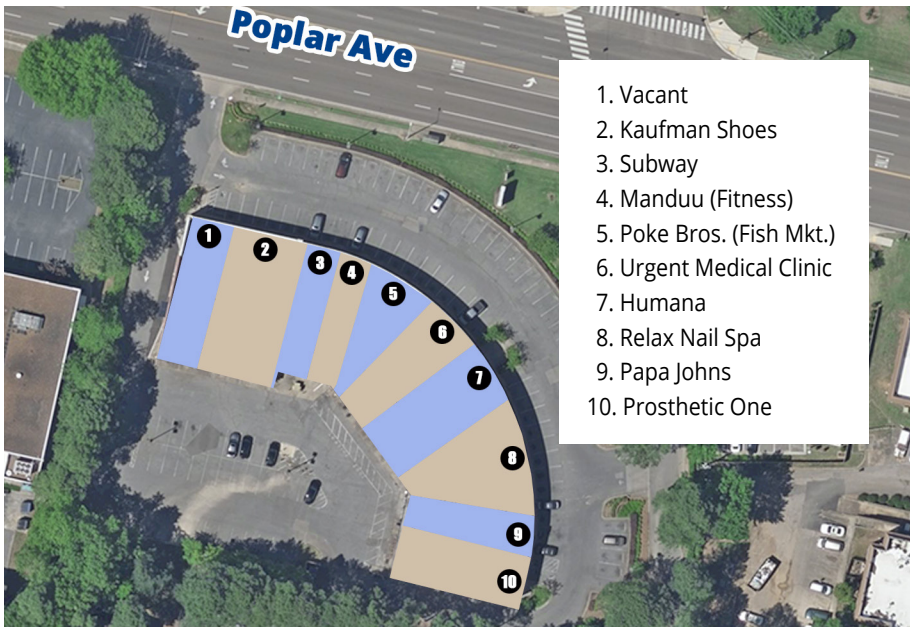 Poplar Ave
1. Vacant
2. Kaufman Shoes
3. Subway
4. Manduu (Fitness)
5. Poke Bros. (Fish Mkt.)
6. Urgent Medical Clinic
7. Humana
8. Relax Nail Spa
9. Papa Johns
10. Prosthetic One
1
2
3
4
5
6
7
8
9
10
ONLY
ONLY